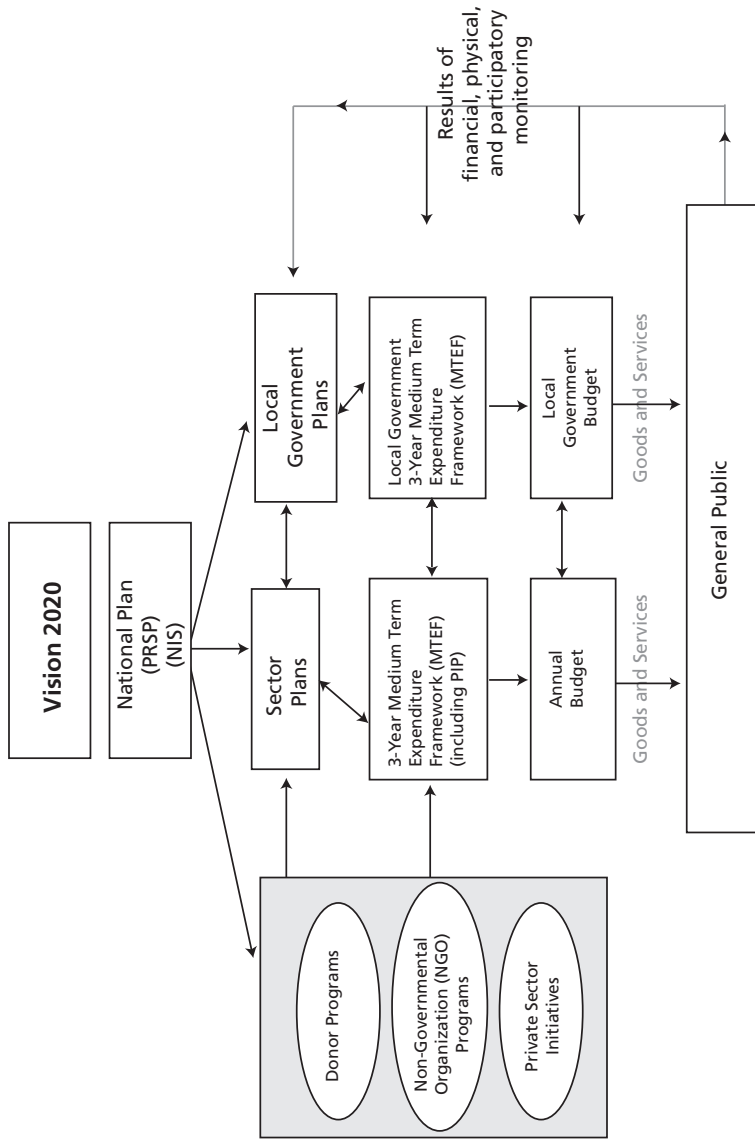 Vision 2020
National Plan
(PRSP)
(NIS)
Donor Programs
Non-Governmental
Organization (NGO)
Programs
Private Sector
Initiatives
Sector
Plans
Local
Government
Plans
3-Year Medium Term
Expenditure
Framework (MTEF)
(including PIP)
Local Government
3-Year Medium Term
Expenditure
Framework (MTEF)
Annual
Budget
Local
Government
Budget
Goods and Services
Goods and Services
General Public
Results of
financial, physical,
and participatory
monitoring